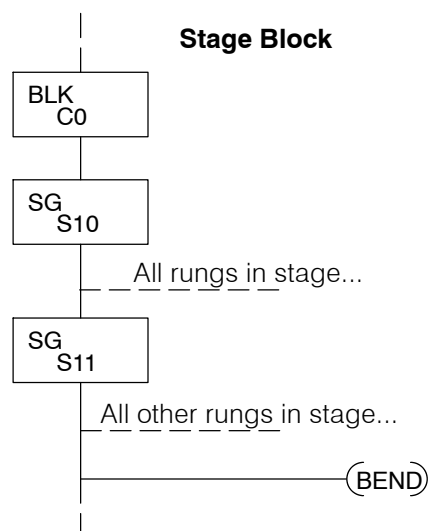 Stage Block
BLK
C0
SG
S10
All rungs in stage...
SG
S11
All other rungs in stage...
BEND